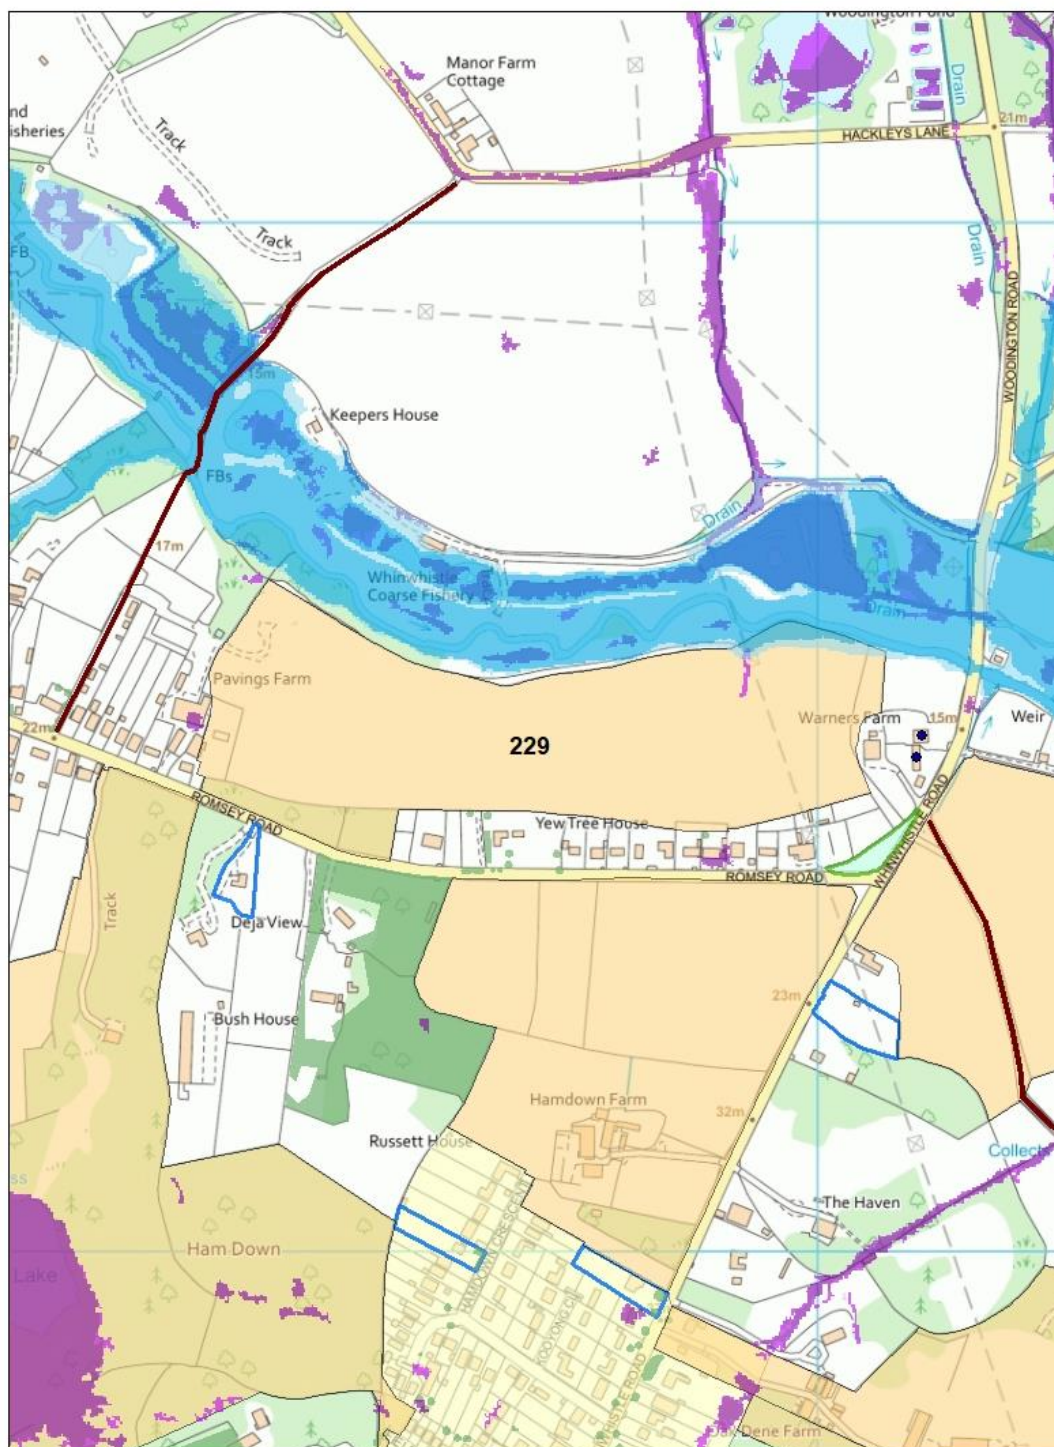 Woodington Pond
Manor Farm
Cottage
nd
isheries
Track
Drain
21m
HACKLEYS LANE
Track
FB
Drain
WOODINGTON ROAD
15m
Keepers House
FBs
Drain
17m
Whinwhistle
Coarse Fishery
Drain
Pavings Farm
22m
229
Warners Farm
15m
Weir
ROMSEY ROAD
Yew Tree House
WHINWHISTLE ROAD
ROMSEY ROAD
Track
Deja View
23m
Bush House
Hamdown Farm
32m
Russett House
Collects
ss
The Haven
HAMDOWN CRESCENT
Ham Down
Lake
KOOYONG CL
WHISTLE ROAD
Oak Dene Farm